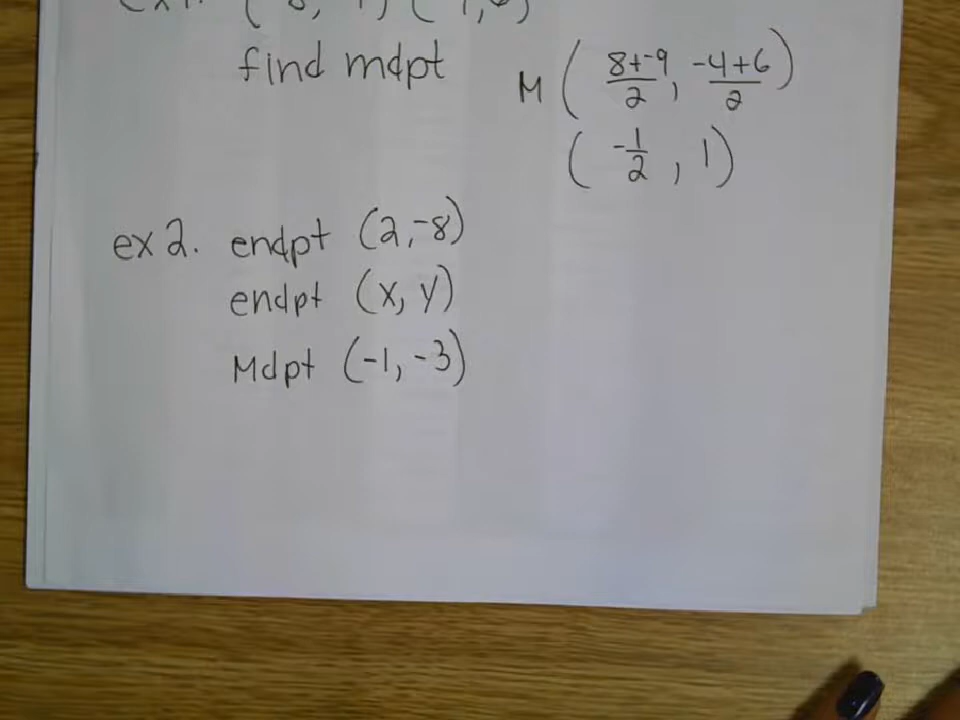 find mdpt
M ( 8+-9/2 , -4+6/2 )
( -1/2 , 1 )
ex 2. endpt (2,-8)
endpt (x, y)
Mdpt (-1, -3)